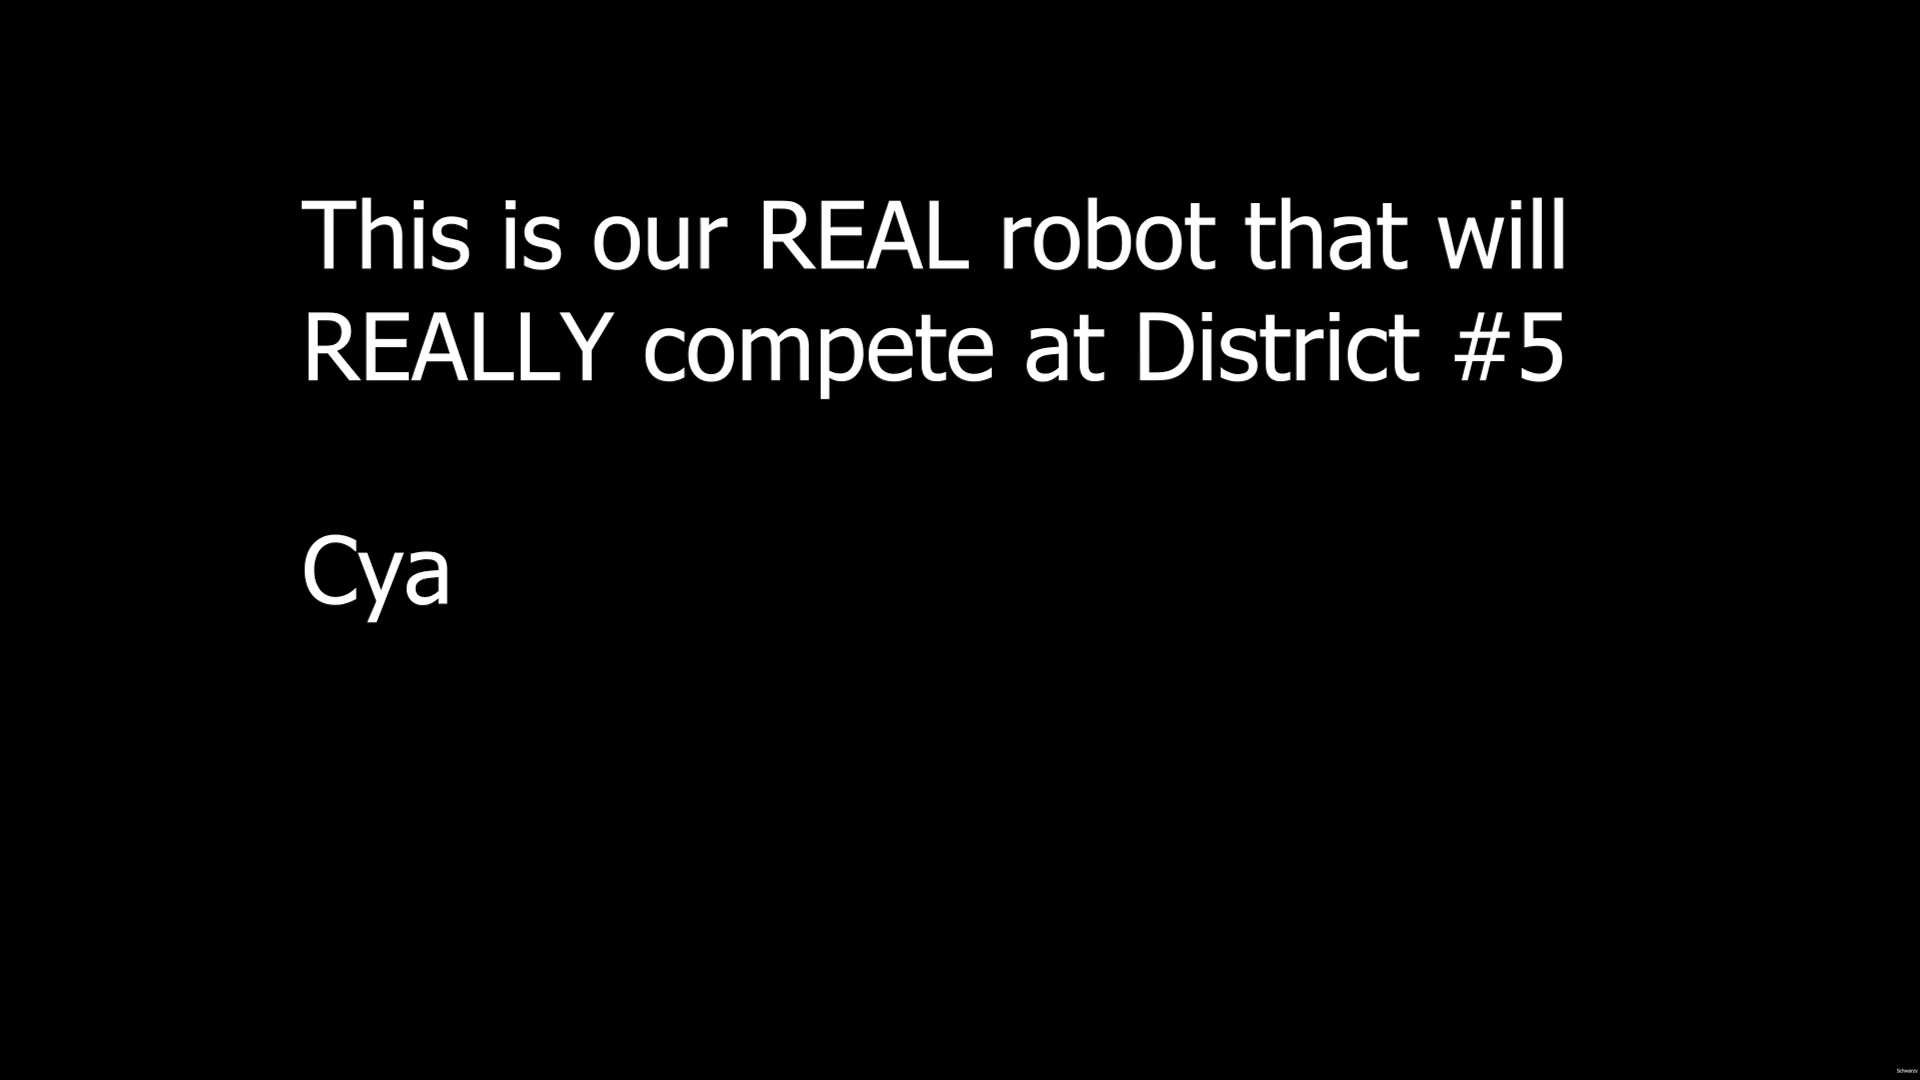 This is our REAL robot that will
REALLY compete at District #5
Cya